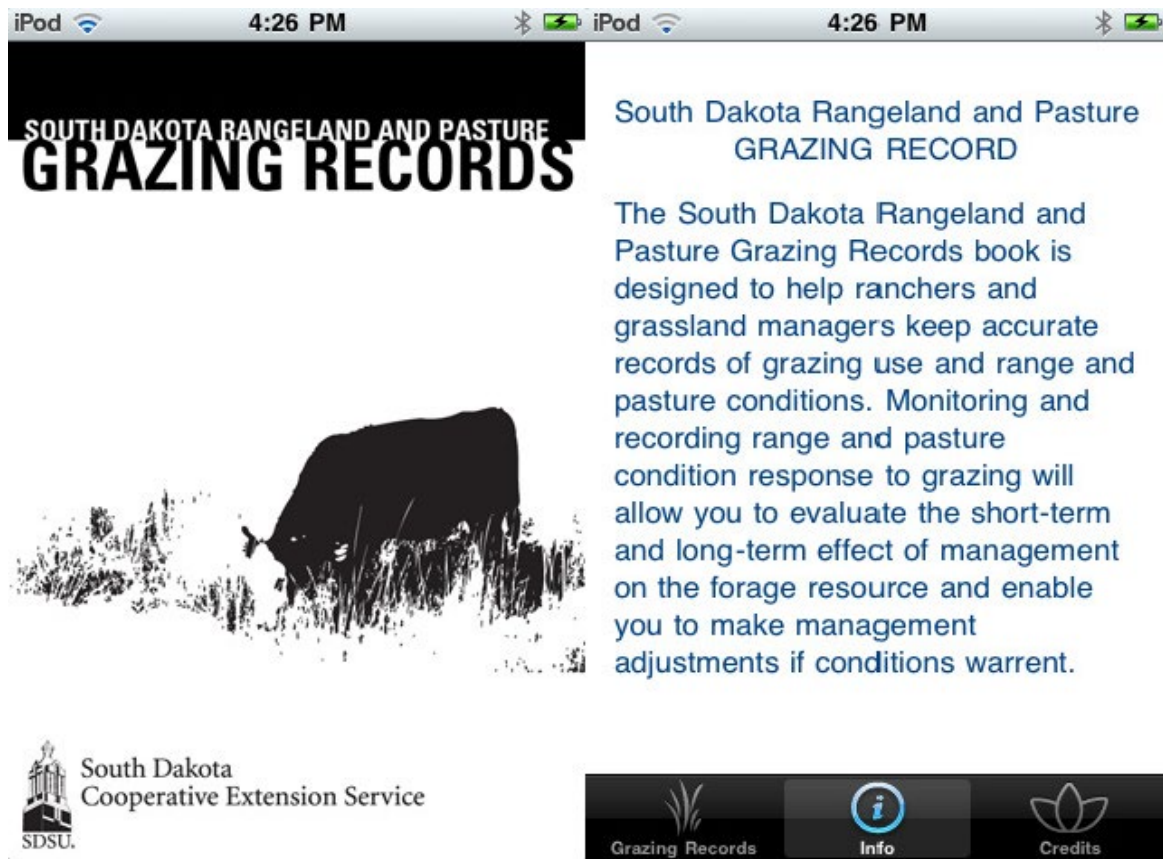 iPod
4:26 PM
SOUTH DAKOTA RANGELAND AND PASTURE
GRAZING RECORDS
SDSU.
South Dakota
Cooperative Extension Service
iPod
4:26 PM
South Dakota Rangeland and Pasture
GRAZING RECORD
The South Dakota Rangeland and
Pasture Grazing Records book is
designed to help ranchers and
grassland managers keep accurate
records of grazing use and range and
pasture conditions. Monitoring and
recording range and pasture
condition response to grazing will
allow you to evaluate the short-term
and long-term effect of management
on the forage resource and enable
you to make management
adjustments if conditions warrent.
Grazing Records
Info
Credits